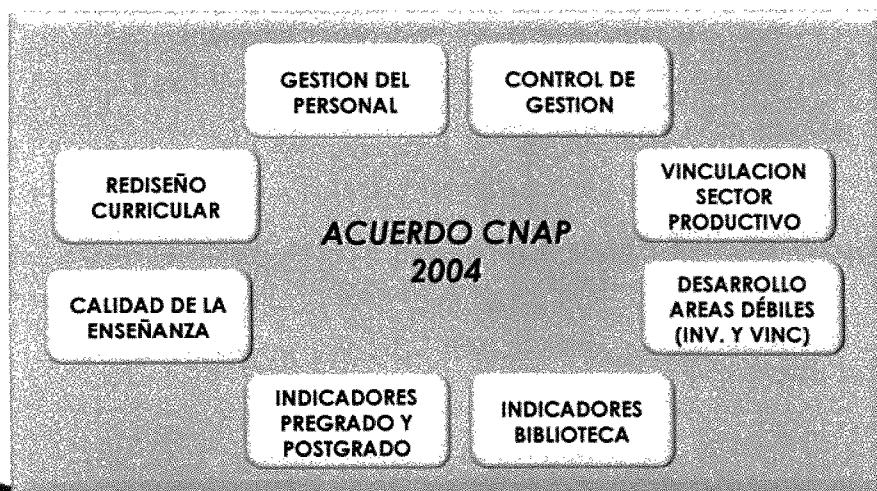 GESTION DEL
PERSONAL
CONTROL DE
GESTION
REDISEÑO
CURRICULAR
VINCULACION
SECTOR
PRODUCTIVO
ACUERDO CNAP
2004
CALIDAD DE LA
ENSEÑANZA
DESARROLLO
AREAS DÉBILES
(INV. Y VINC)
INDICADORES
PREGRADO Y
POSTGRADO
INDICADORES
BIBLIOTECA